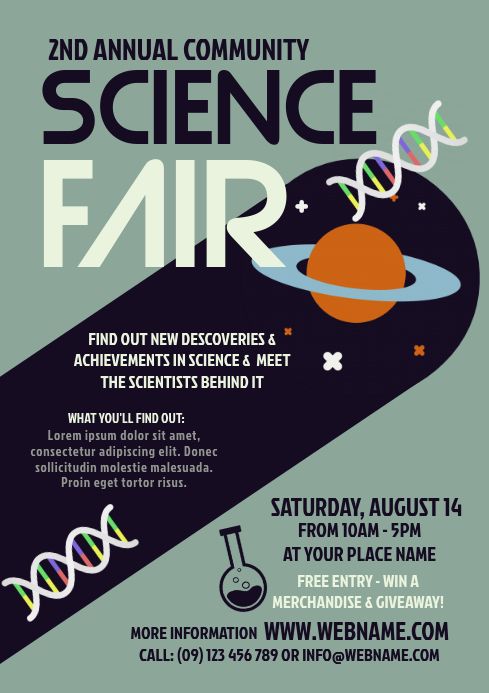 2ND ANNUAL COMMUNITY
SCIENCE
FAIR
FIND OUT NEW DESCOVERIES &
ACHIEVEMENTS IN SCIENCE & MEET
THE SCIENTISTS BEHIND IT
WHAT YOU'LL FIND OUT:
Lorem ipsum dolor sit amet,
consectetur adipiscing elit. Donec
sollicitudin molestie malesuada.
Proin eget tortor risus.
SATURDAY, AUGUST 14
FROM 10AM - 5PM
AT YOUR PLACE NAME
FREE ENTRY - WIN A
MERCHANDISE & GIVEAWAY!
MORE INFORMATION WWW.WEBNAME.COM
CALL: (09) 123 456 789 OR INFO@WEBNAME.COM